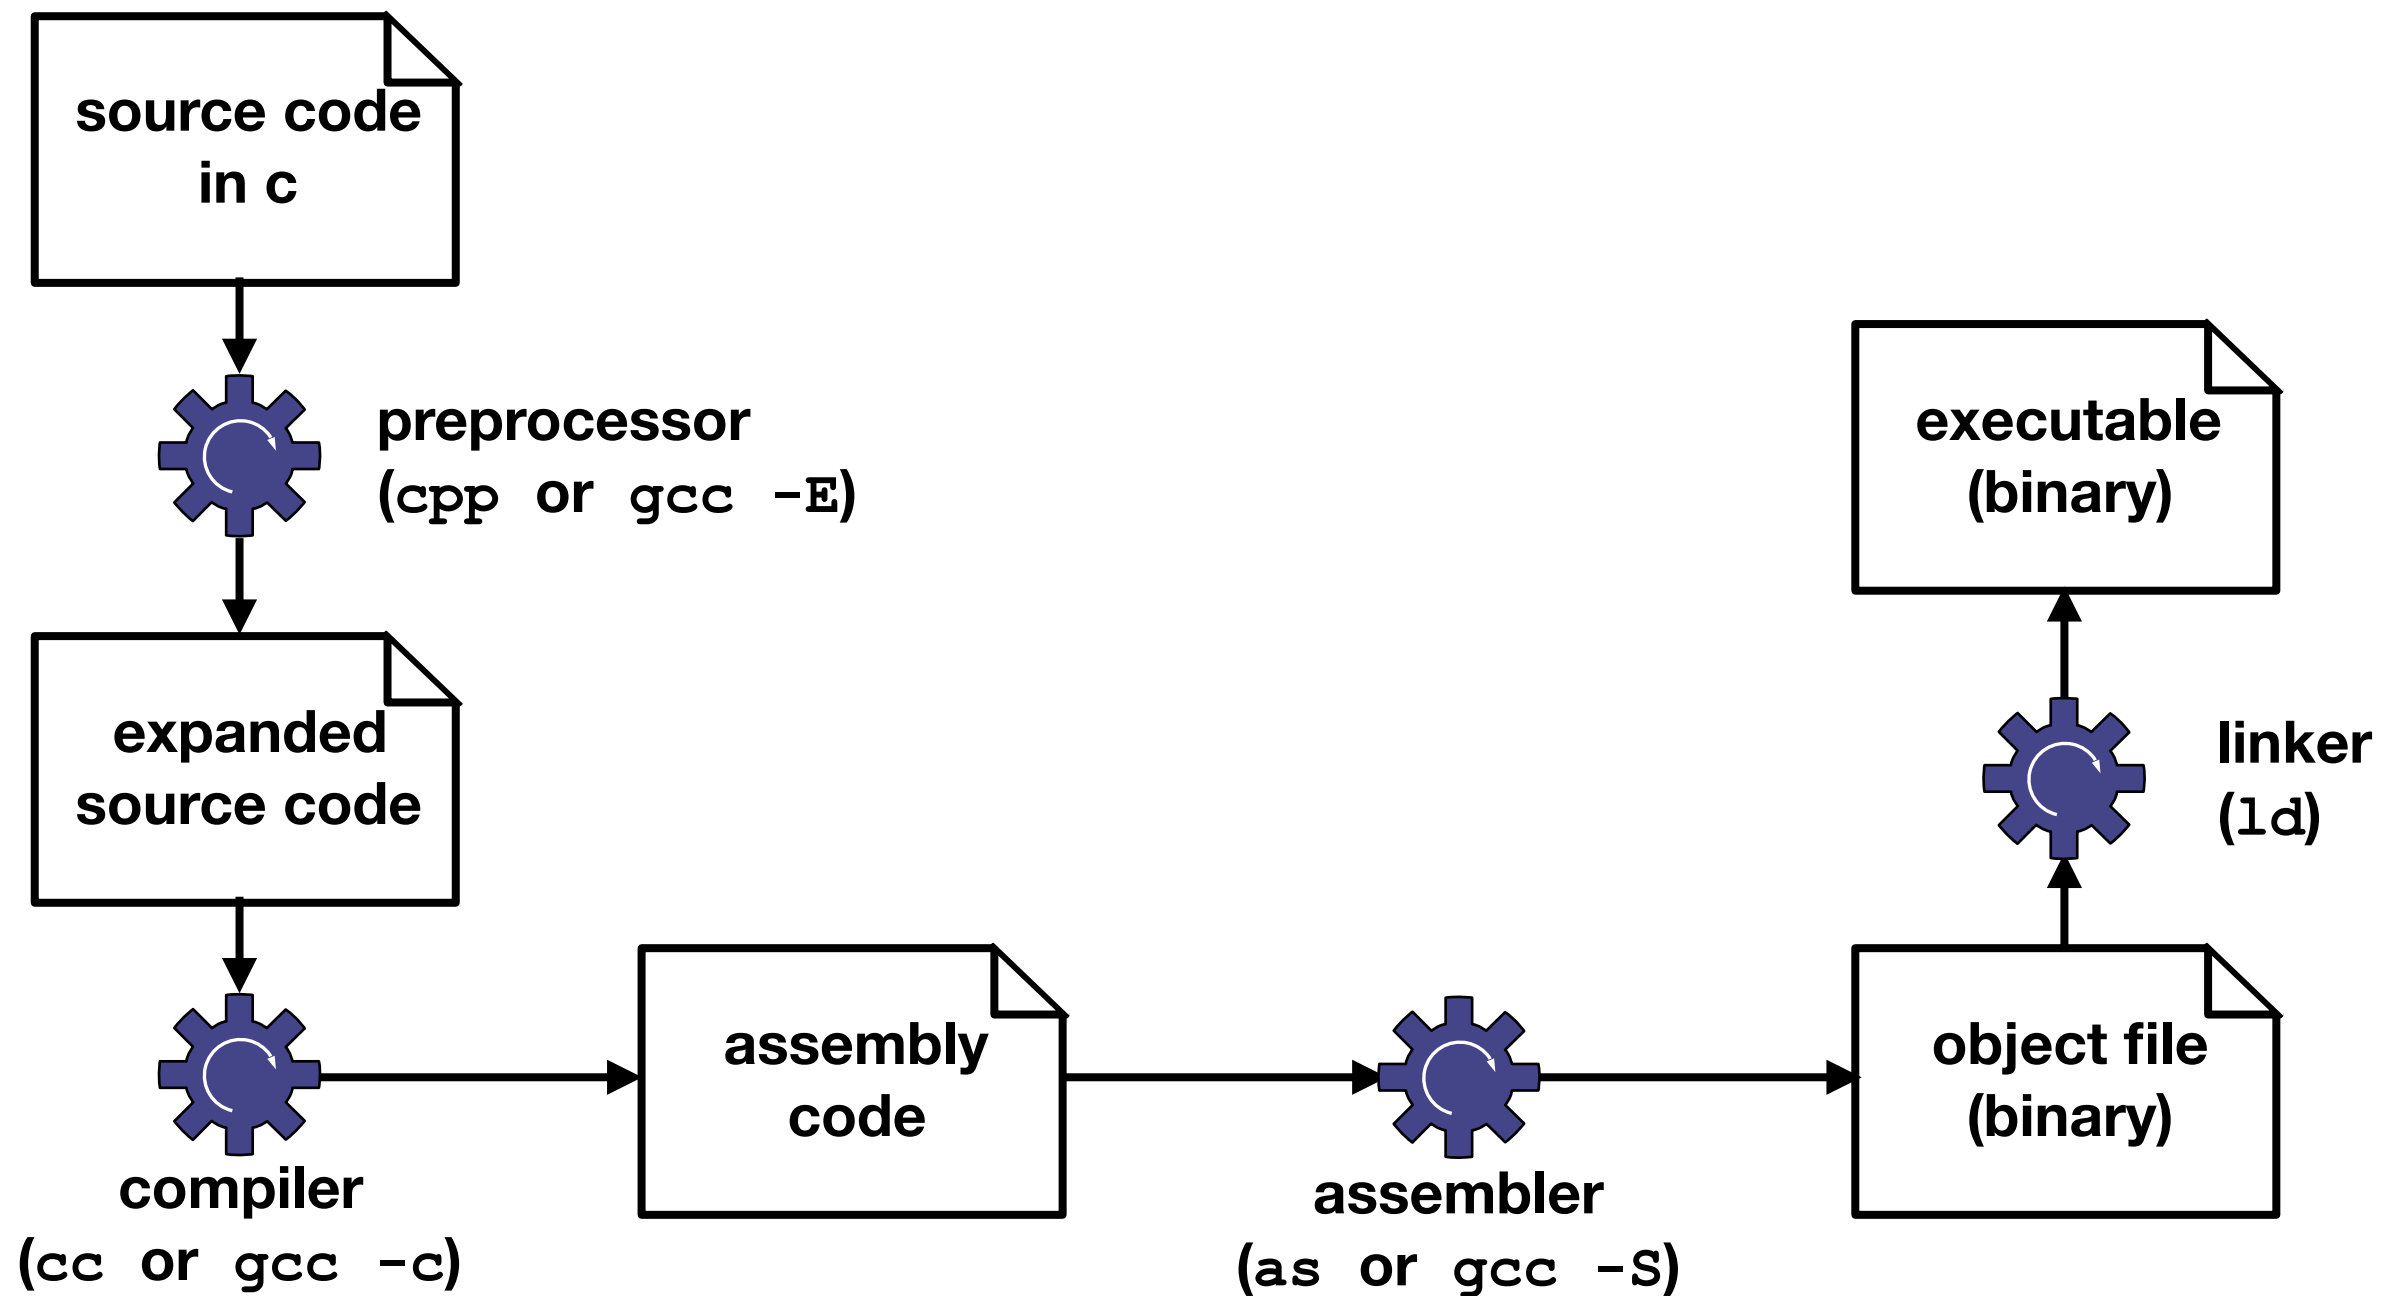 source code
in c
preprocessor
(cpp or gcc -E)
expanded
source code
compiler
(cc or gcc -c)
assembly
code
assembler
(as or gcc -S)
object file
(binary)
linker
(ld)
executable
(binary)